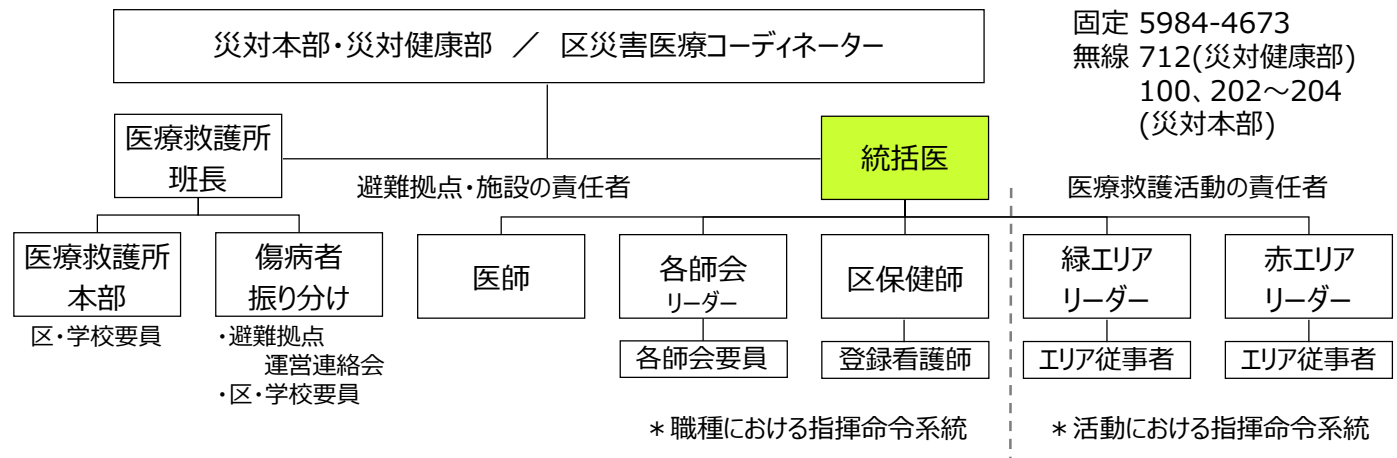 災対本部・災対健康部 ／ 区災害医療コーディネーター
固定 5984-4673
無線 712(災対健康部)
100、202～204
(災対本部)
医療救護所
班長
統括医
避難拠点・施設の責任者
医療救護活動の責任者
医療救護所
本部
傷病者
振り分け
医師
各師会
リーダー
区保健師
緑エリア
リーダー
赤エリア
リーダー
区・学校要員
・避難拠点
運営連絡会
・区・学校要員
各師会要員
登録看護師
エリア従事者
エリア従事者
＊職種における指揮命令系統
＊活動における指揮命令系統